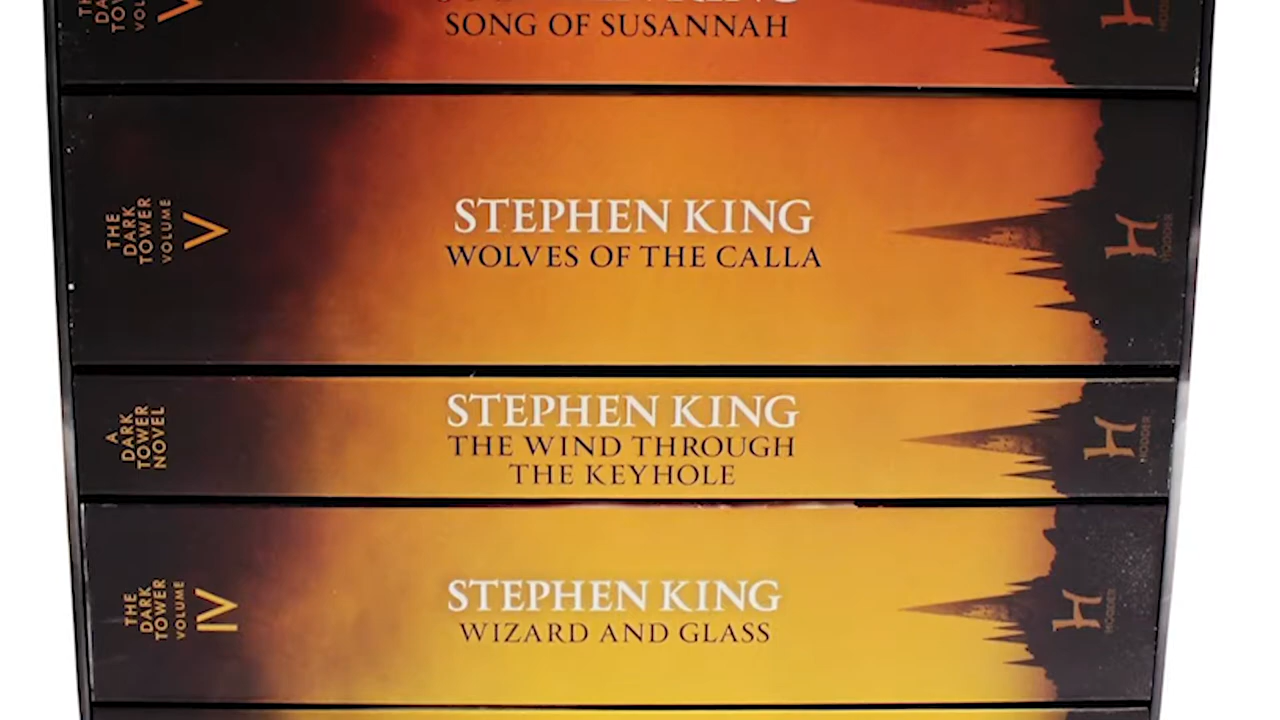 SONG OF SUSANNAH
THE
DARK
TOWER
VOLUME
V
STEPHEN KING
WOLVES OF THE CALLA
H
HODDER
A
DARK
TOWER
NOVEL
STEPHEN KING
THE WIND THROUGH
THE KEYHOLE
H
HODDER
THE
DARK
TOWER
VOLUME
IV
STEPHEN KING
WIZARD AND GLASS
H
HODDER